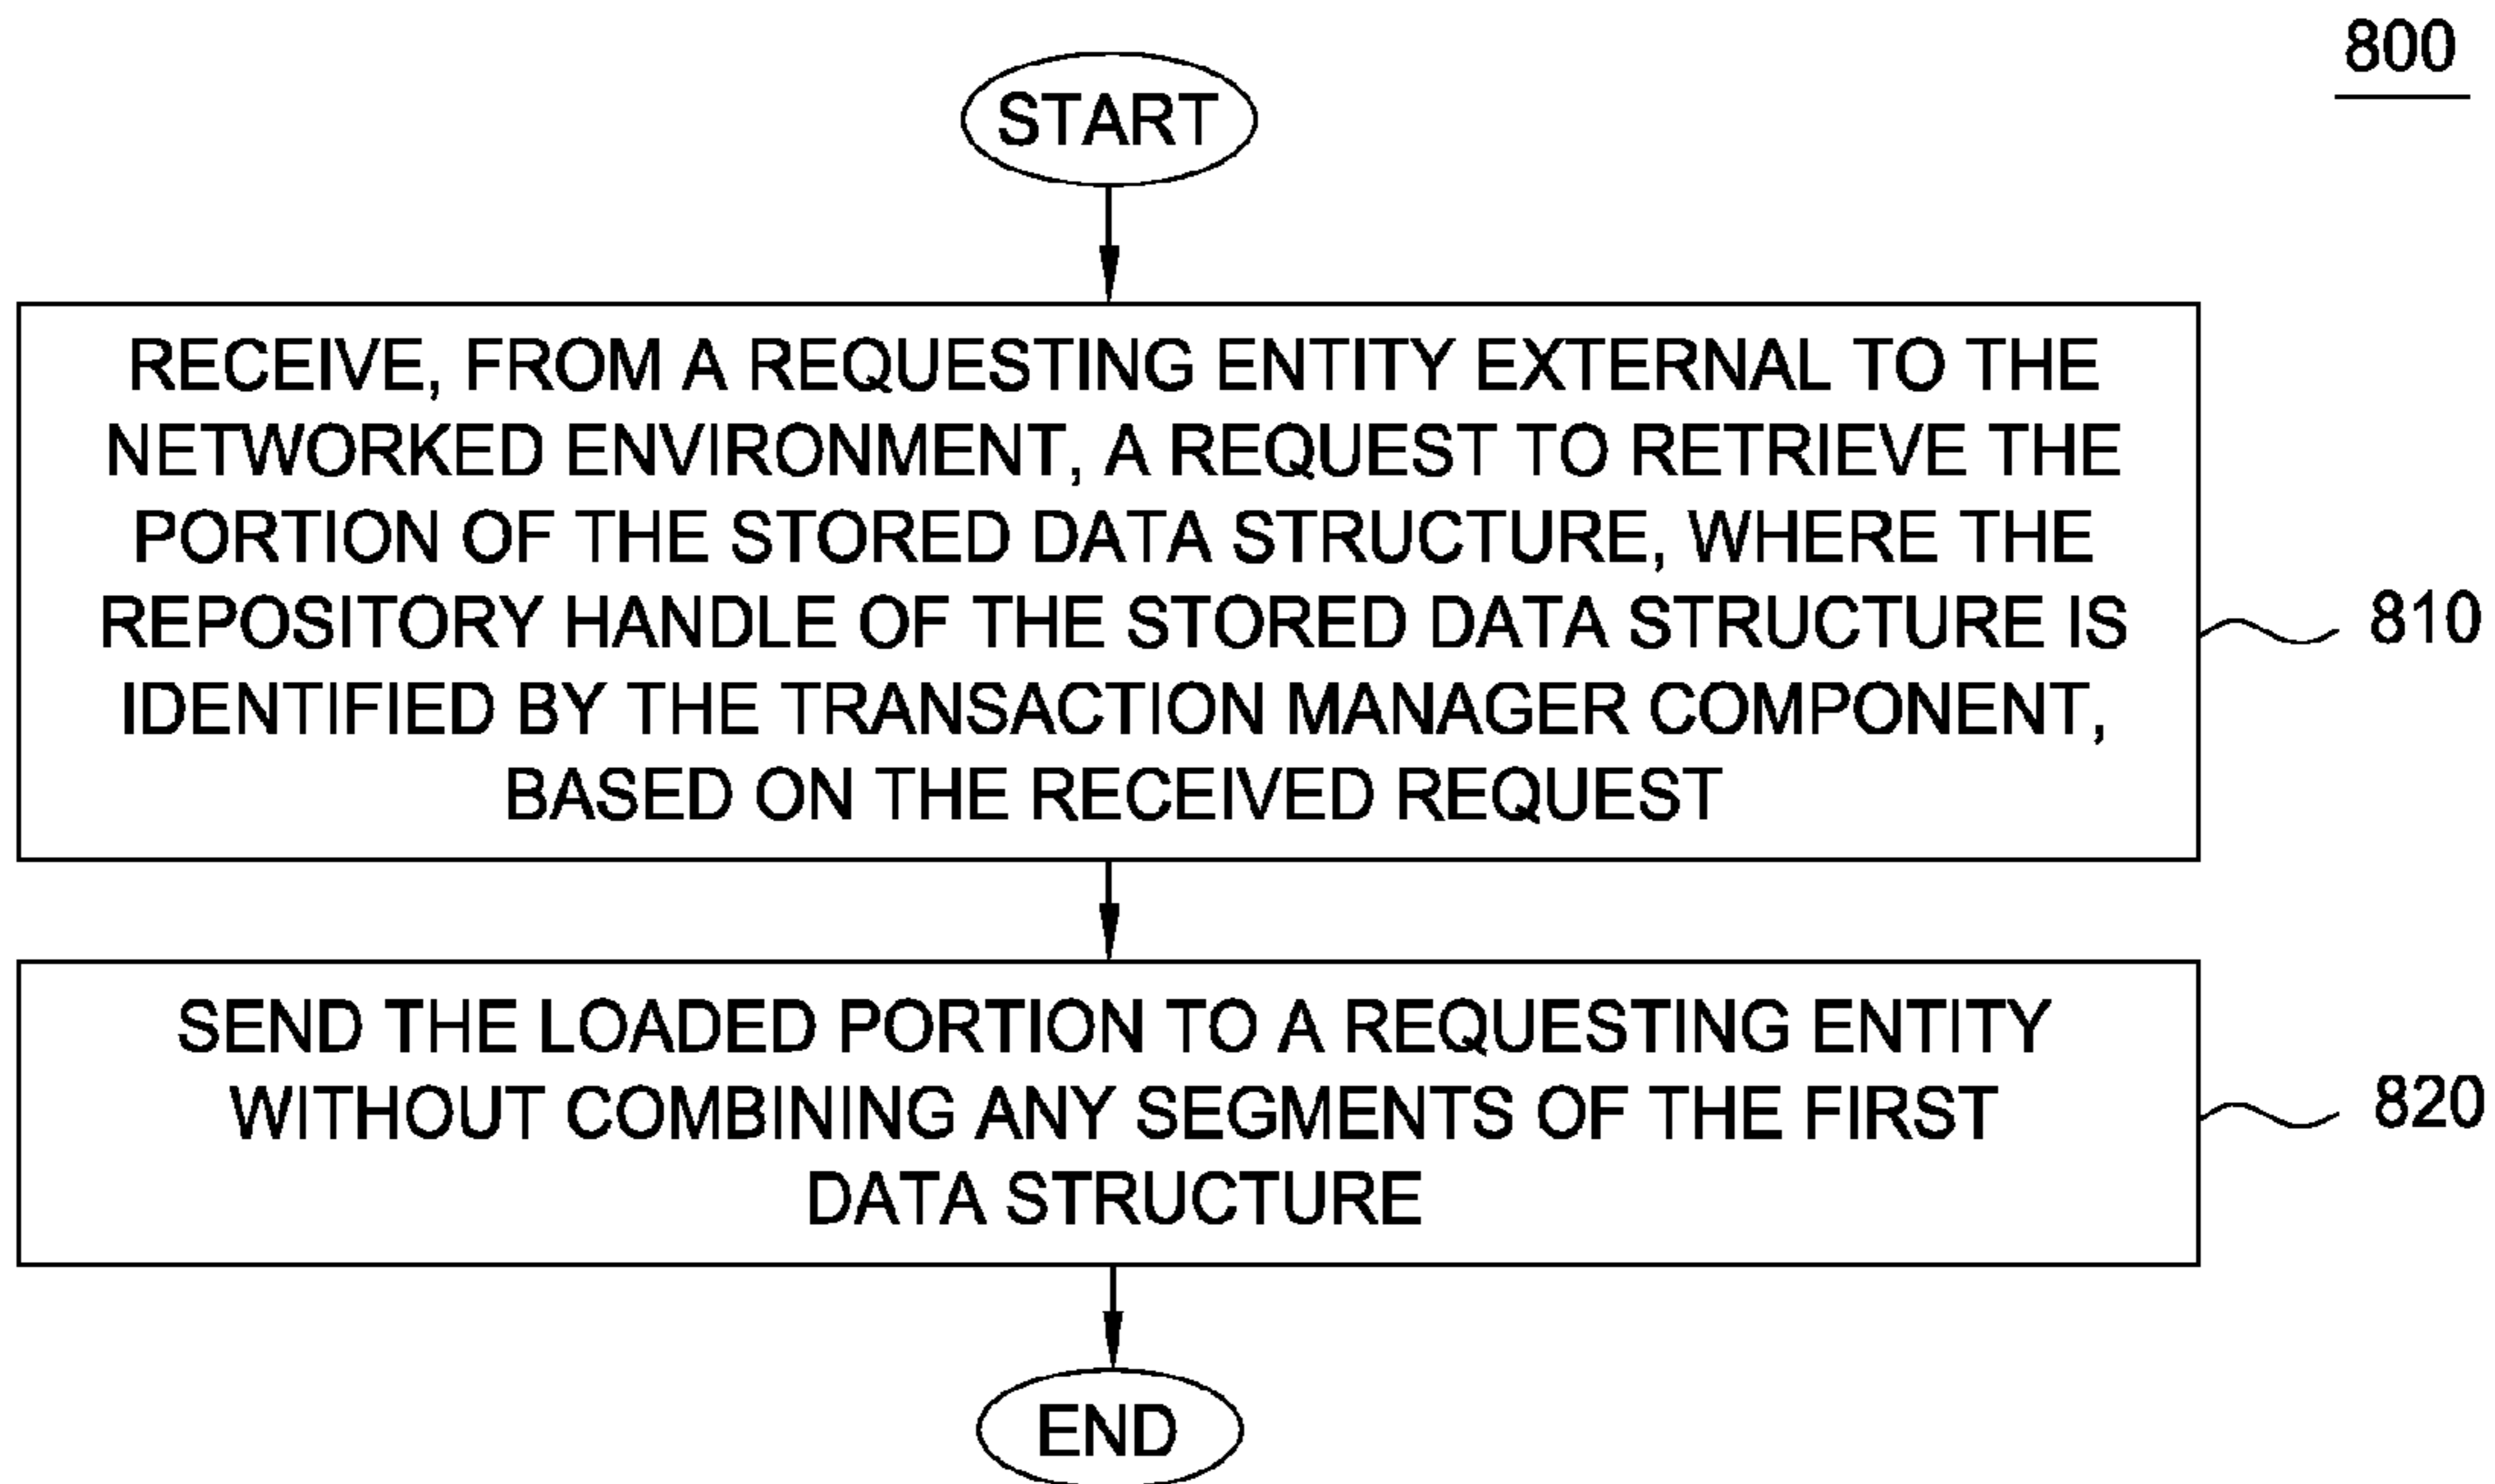 800
START
RECEIVE, FROM A REQUESTING ENTITY EXTERNAL TO THE
NETWORKED ENVIRONMENT, A REQUEST TO RETRIEVE THE
PORTION OF THE STORED DATA STRUCTURE, WHERE THE
REPOSITORY HANDLE OF THE STORED DATA STRUCTURE IS
IDENTIFIED BY THE TRANSACTION MANAGER COMPONENT,
BASED ON THE RECEIVED REQUEST
810
SEND THE LOADED PORTION TO A REQUESTING ENTITY
WITHOUT COMBINING ANY SEGMENTS OF THE FIRST
DATA STRUCTURE
820
END